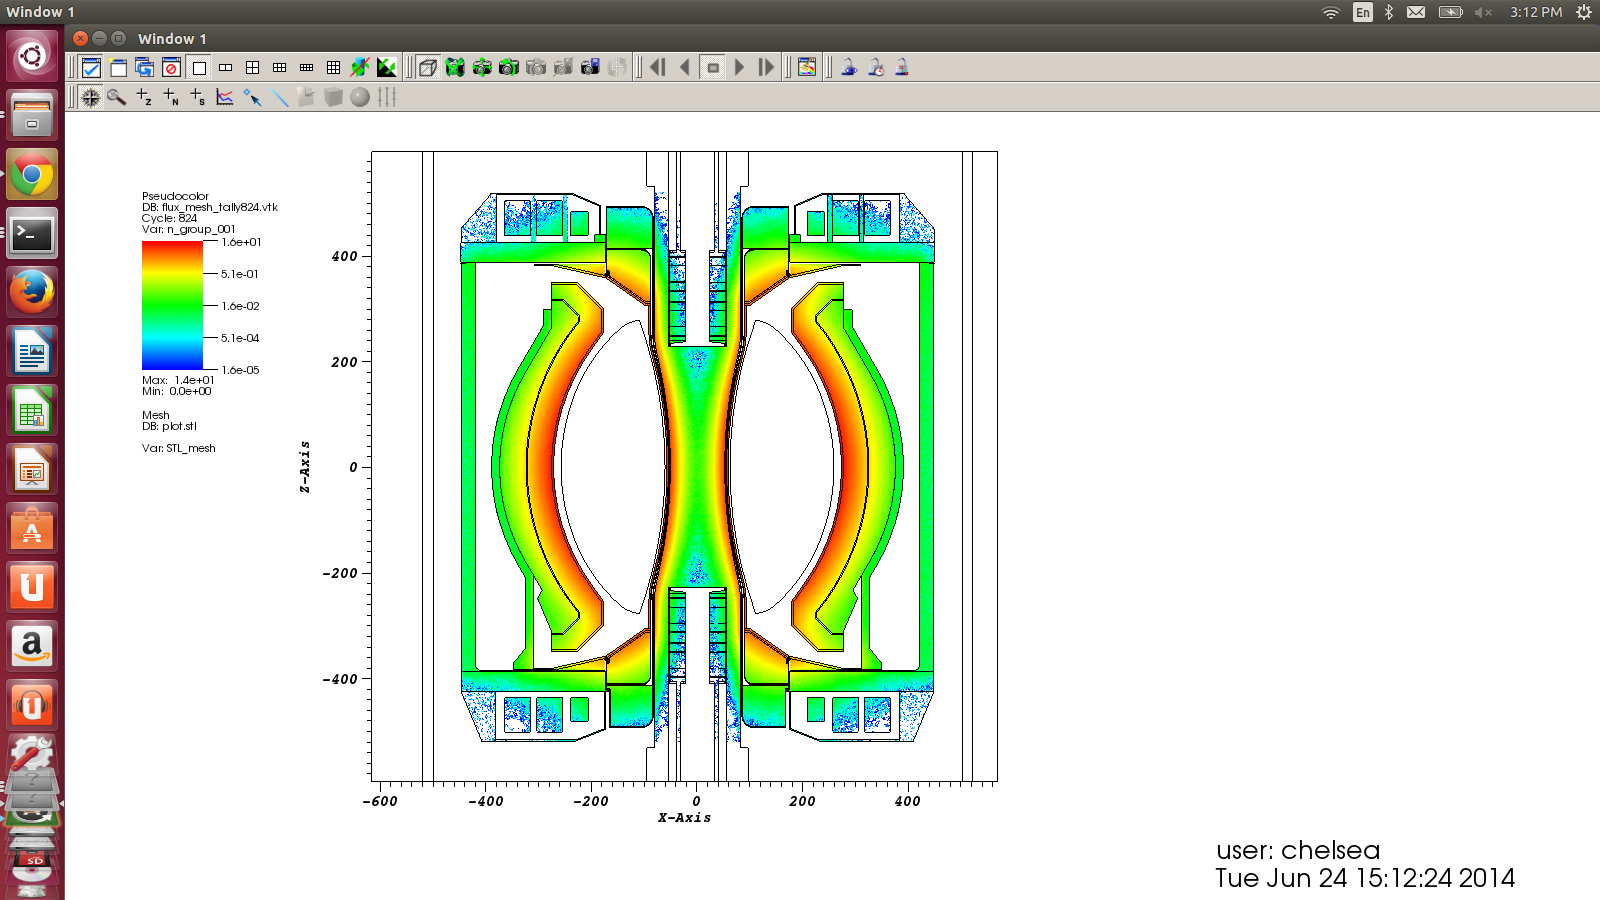 Window 1
En
3:12 PM
Window 1
Z
N
S
Pseudocolor
DB: flux_mesh_tally824.vtk
Cycle: 824
Var: n_group_001
1.6e+01
5.1e-01
1.6e-02
5.1e-04
1.6e-05
Max: 1.4e+01
Min: 0.0e+00
Mesh
DB: plot.stl
Var: STL_mesh
400
200
0
-200
-400
Z-Axis
-600
-400
-200
0
200
400
X-Axis
user: chelsea
Tue Jun 24 15:12:24 2014
>_
A
U
a
U
?
?
SD